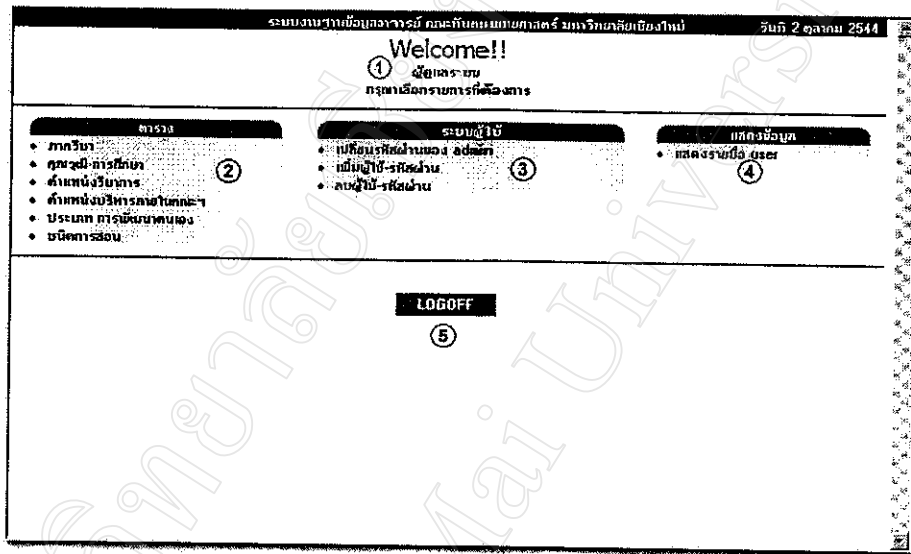 ระบบงานฐานข้อมูลอาจารย์ คณะทันตแพทยศาสตร์ มหาวิทยาลัยเชียงใหม่ วันที่ 2 ตุลาคม 2544
Welcome!!
① ผู้ดูแลระบบ
กรุณาเลือกรายการที่ต้องการ
ตาราง
ภาควิชา
คุณวุฒิ-การศึกษา
ตำแหน่งวิชาการ
ตำแหน่งบริหารภายในคณะฯ
ประเภท การพัฒนาตนเอง
ชนิดการสอน
②
ระบบผู้ใช้
เปลี่ยนรหัสผ่านของ admin
เพิ่มผู้ใช้-รหัสผ่าน
ลบผู้ใช้-รหัสผ่าน
③
แสดงข้อมูล
แสดงรายชื่อ user
④
LOGOFF
⑤